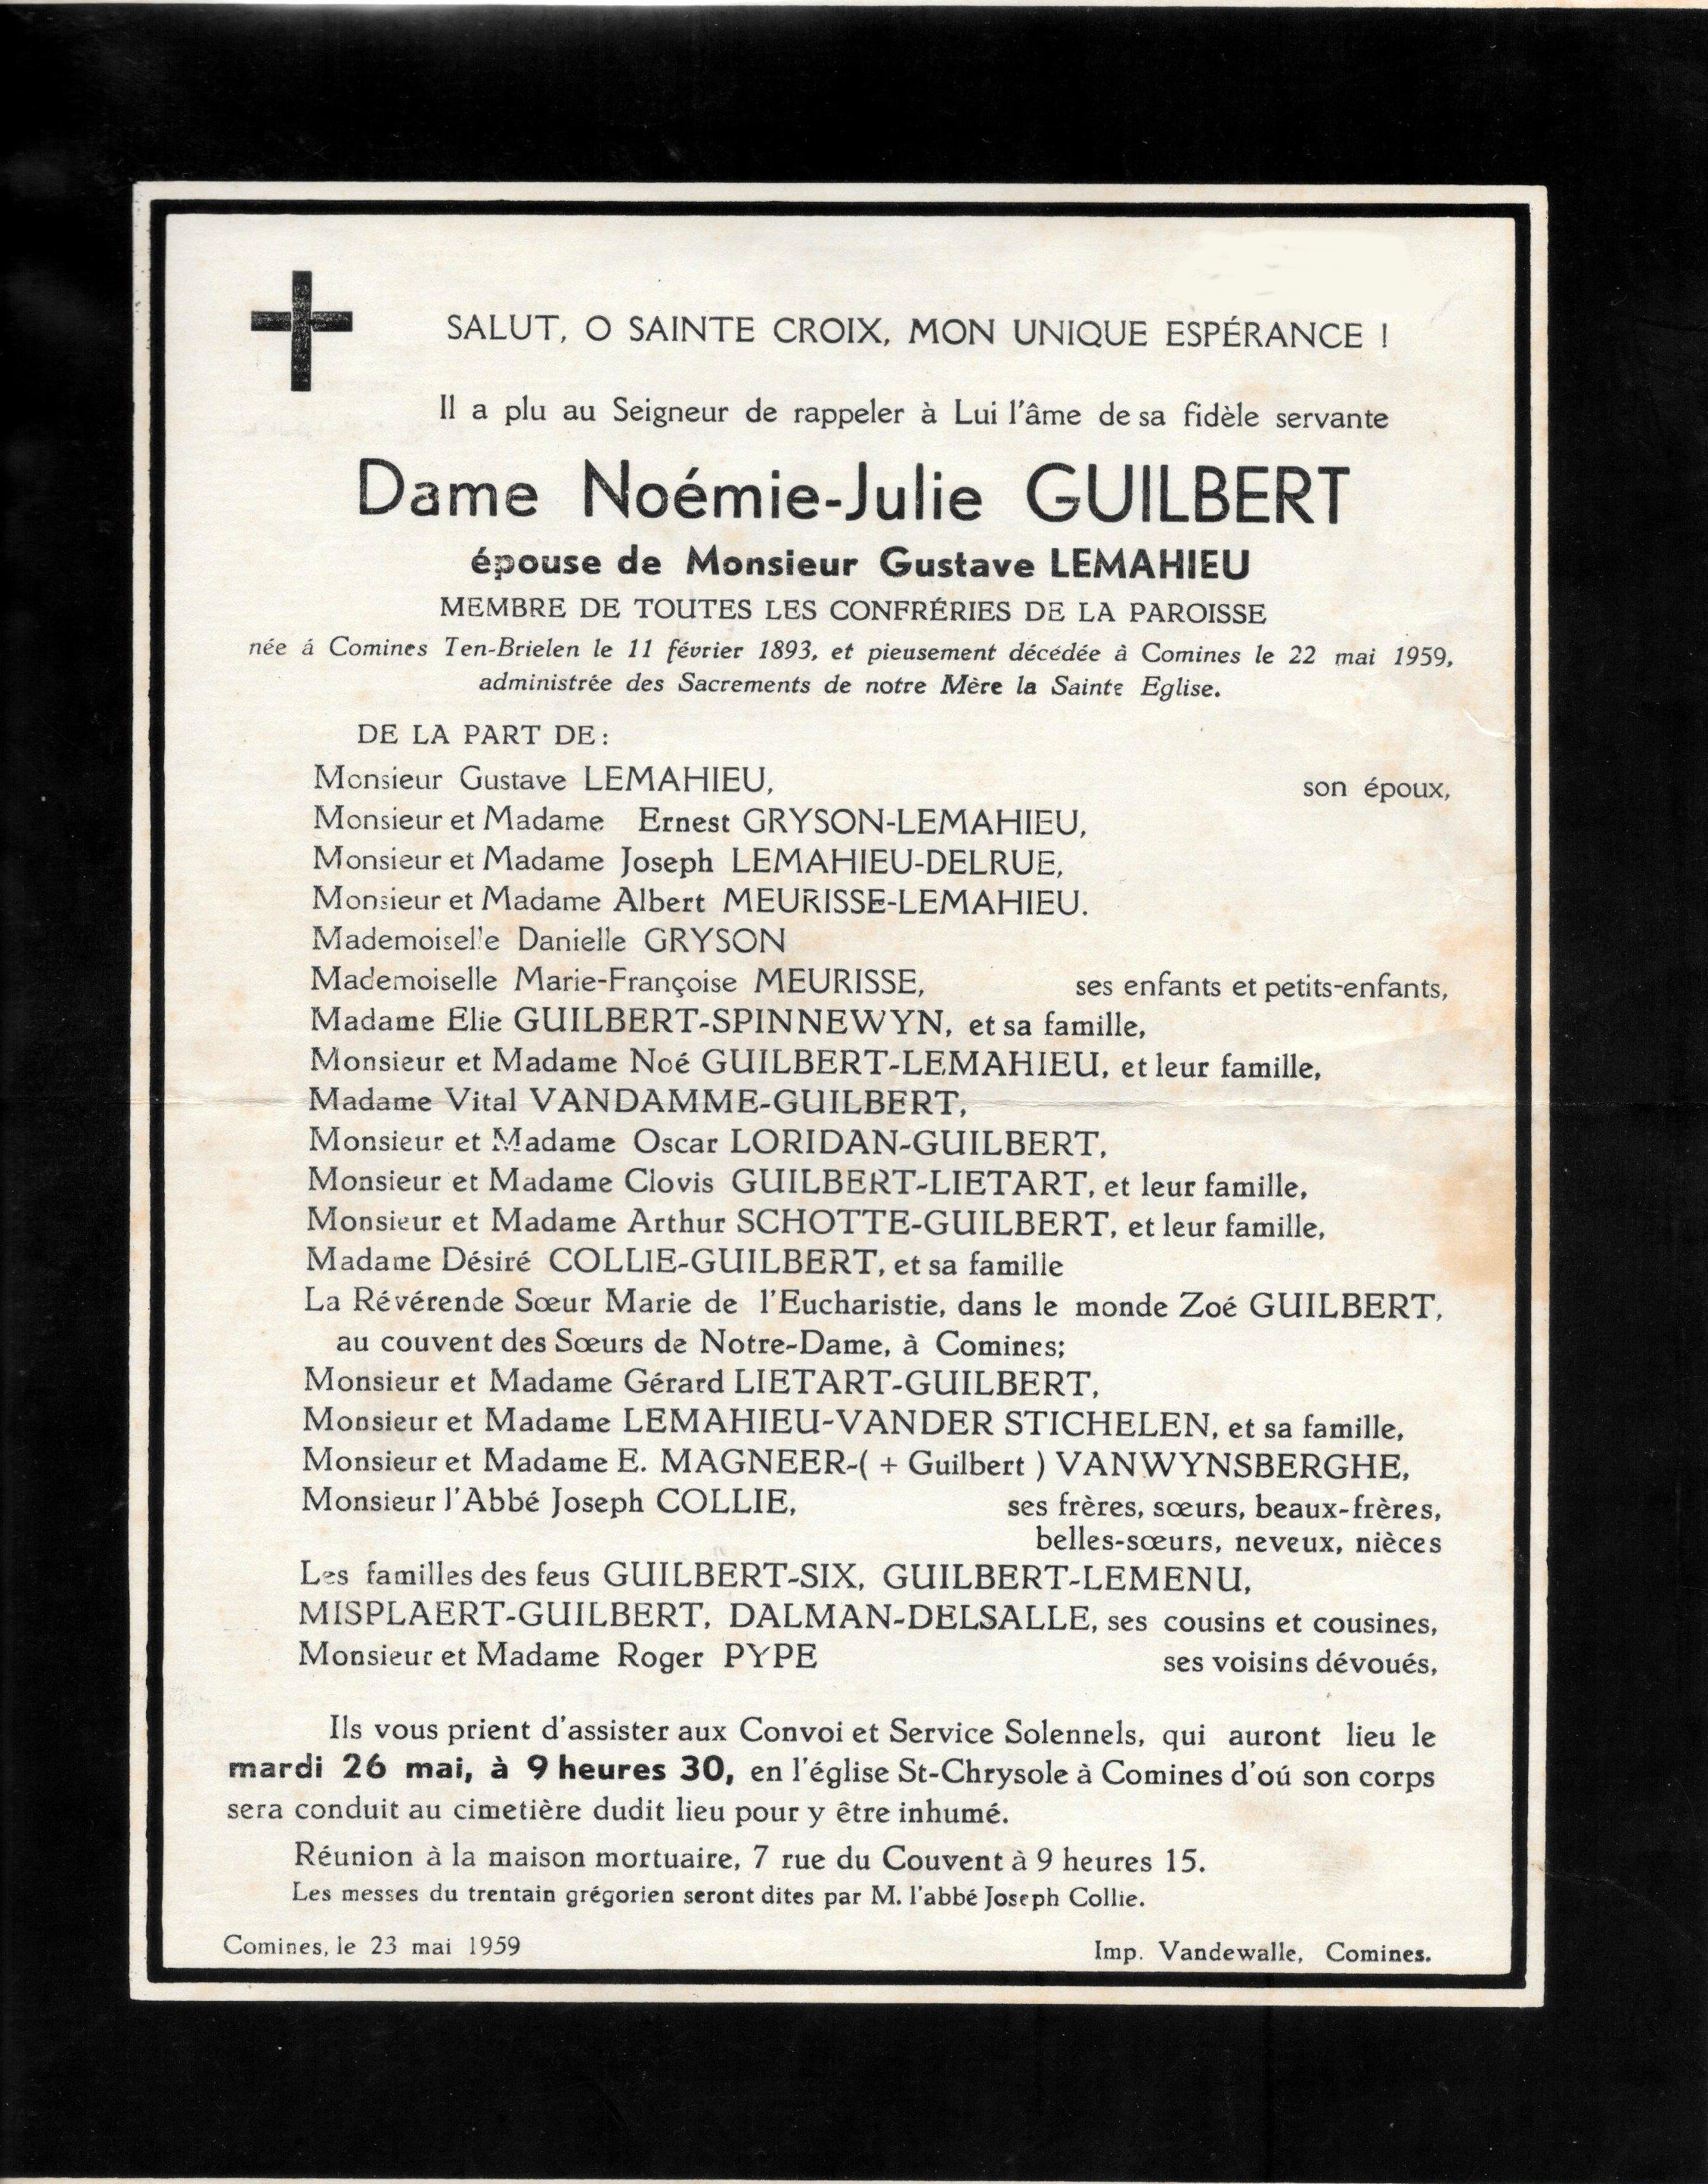 SALUT, O SAINTE CROIX, MON UNIQUE ESPÉRANCE !
Il a plu au Seigneur de rappeler à Lui l'âme de sa fidèle servante
Dame Noémie-Julie GUILBERT
épouse de Monsieur Gustave LEMAHIEU
MEMBRE DE TOUTES LES CONFRÉRIES DE LA PAROISSE
née á Comines Ten-Brielen le 11 février 1893, et pieusement décédée à Comines le 22 mai 1959,
administrée des Sacrements de notre Mère la Sainte Eglise.
DE LA PART DE :
Monsieur Gustave LEMAHIEU, son époux,
Monsieur et Madame Ernest GRYSON-LEMAHIEU,
Monsieur et Madame Joseph LEMAHIEU-DELRUE,
Monsieur et Madame Albert MEURISSE-LEMAHIEU.
Mademoiselle Danielle GRYSON
Mademoiselle Marie-Françoise MEURISSE, ses enfants et petits-enfants,
Madame Elie GUILBERT-SPINNEWYN, et sa famille,
Monsieur et Madame Noé GUILBERT-LEMAHIEU, et leur famille,
Madame Vital VANDAMME-GUILBERT,
Monsieur et Madame Oscar LORIDAN-GUILBERT,
Monsieur et Madame Clovis GUILBERT-LIETART, et leur famille,
Monsieur et Madame Arthur SCHOTTE-GUILBERT, et leur famille,
Madame Désiré COLLIE-GUILBERT, et sa famille
La Révérende Sœur Marie de l'Eucharistie, dans le monde Zoé GUILBERT,
au couvent des Sœurs de Notre-Dame, à Comines;
Monsieur et Madame Gérard LIETART-GUILBERT,
Monsieur et Madame LEMAHIEU-VANDER STICHELEN, et sa famille,
Monsieur et Madame E. MAGNEER-( + Guilbert ) VANWYNSBERGHE,
Monsieur l'Abbé Joseph COLLIE, ses frères, sœurs, beaux-frères,
belles-sœurs, neveux, nièces
Les familles des feus GUILBERT-SIX, GUILBERT-LEMENU,
MISPLAERT-GUILBERT, DALMAN-DELSALLE, ses cousins et cousines,
Monsieur et Madame Roger PYPE ses voisins dévoués,
Ils vous prient d'assister aux Convoi et Service Solennels, qui auront lieu le
mardi 26 mai, à 9 heures 30, en l'église St-Chrysole à Comines d'oú son corps
sera conduit au cimetière dudit lieu pour y être inhumé.
Réunion à la maison mortuaire, 7 rue du Couvent à 9 heures 15.
Les messes du trentain grégorien seront dites par M. l'abbé Joseph Collie.
Comines, le 23 mai 1959 Imp. Vandewalle, Comines.